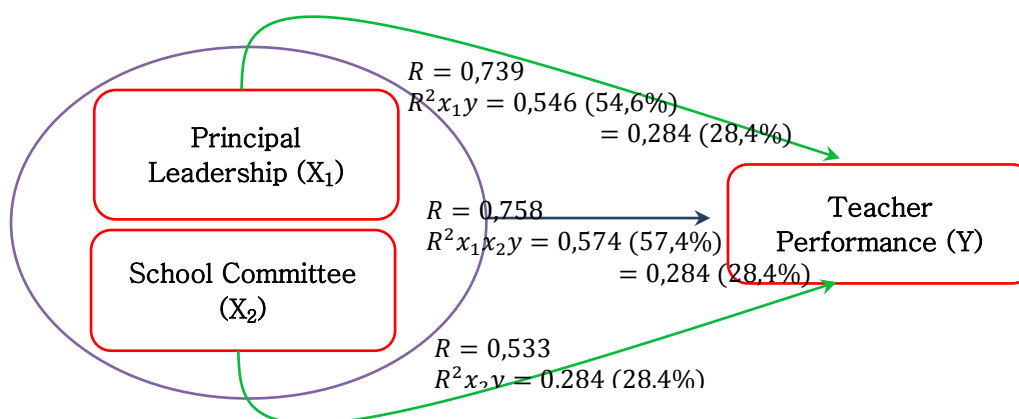 R = 0,739
R²x₁y = 0,546 (54,6%)
= 0,284 (28,4%)
Principal
Leadership (X₁)
R = 0,758
R²x₁x₂y = 0,574 (57,4%)
= 0,284 (28,4%)
Teacher
Performance (Y)
School Committee
(X₂)
R = 0,533
R²x₂y = 0.284 (28.4%)